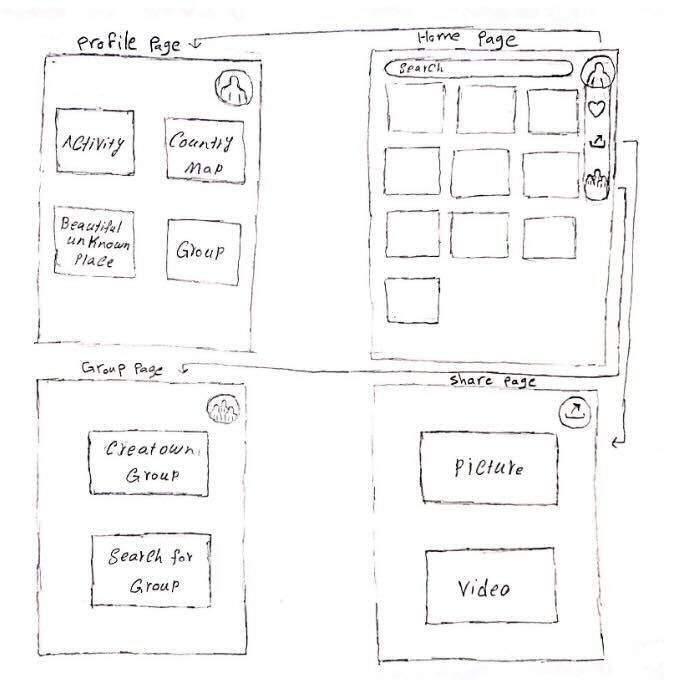 Profile Page
Home Page
Search
Activity
Country
Map
Beautiful
unknown
Place
Group
Group Page
Share page
Creatown
Group
Search for
Group
Picture
Video